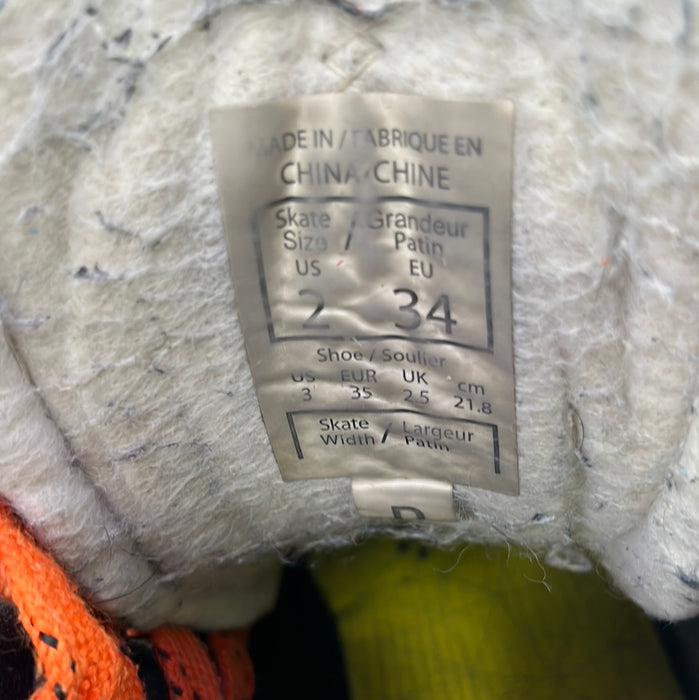 MADE IN / FABRIQUE EN
CHINA/CHINE
Skate / Grandeur
Size / Patin
US EU
2 34
Shoe / Soulier
US EUR UK cm
3 35 2.5 21.8
Skate / Largeur
Width / Patin
D